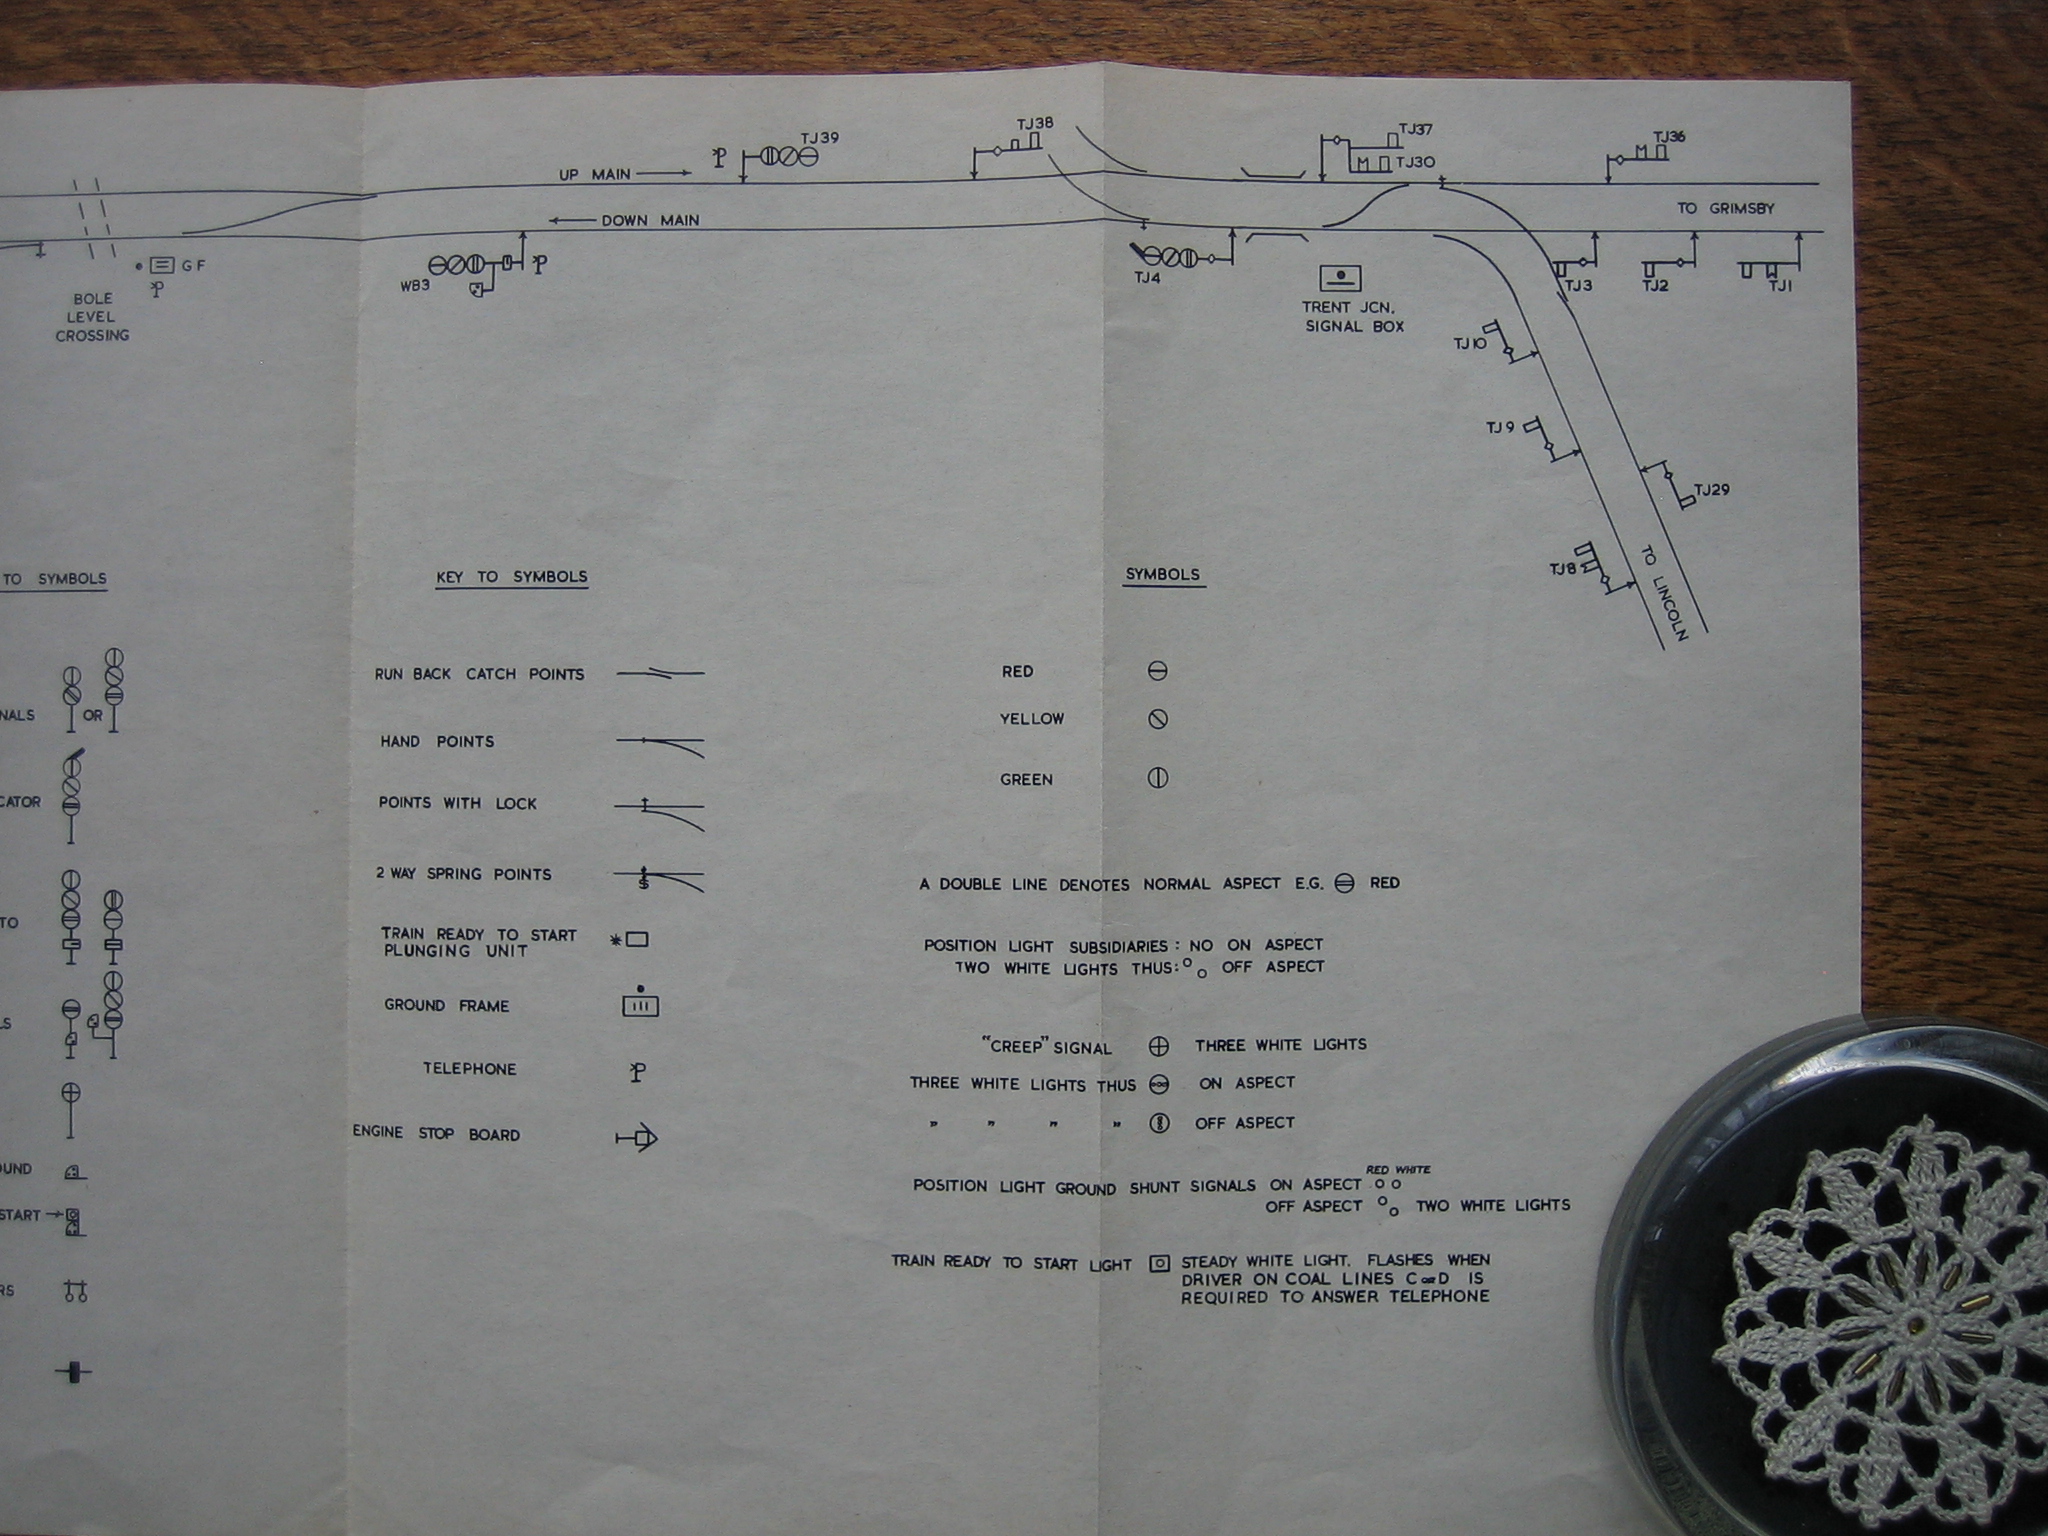 TJ39
TJ38
TJ37
TJ30
M
TJ36
M
UP MAIN
DOWN MAIN
TO GRIMSBY
GF
WB3
TJ4
TJ3
TJ2
TJ1
BOLE
LEVEL
CROSSING
TRENT JCN.
SIGNAL BOX
TJ10
TJ9
TJ29
TJ8
TO LINCOLN
TO SYMBOLS
KEY TO SYMBOLS
SYMBOLS
NALS
OR
CATOR
TO
LS
OUND
START
RS
RUN BACK CATCH POINTS
HAND POINTS
POINTS WITH LOCK
2 WAY SPRING POINTS
TRAIN READY TO START
PLUNGING UNIT
GROUND FRAME
TELEPHONE
ENGINE STOP BOARD
RED
YELLOW
GREEN
A DOUBLE LINE DENOTES NORMAL ASPECT E.G. RED
POSITION LIGHT SUBSIDIARIES : NO ON ASPECT
TWO WHITE LIGHTS THUS: OFF ASPECT
"CREEP" SIGNAL THREE WHITE LIGHTS
THREE WHITE LIGHTS THUS ON ASPECT
" " " " OFF ASPECT
RED WHITE
POSITION LIGHT GROUND SHUNT SIGNALS ON ASPECT
OFF ASPECT TWO WHITE LIGHTS
TRAIN READY TO START LIGHT STEADY WHITE LIGHT. FLASHES WHEN
DRIVER ON COAL LINES C OR D IS
REQUIRED TO ANSWER TELEPHONE